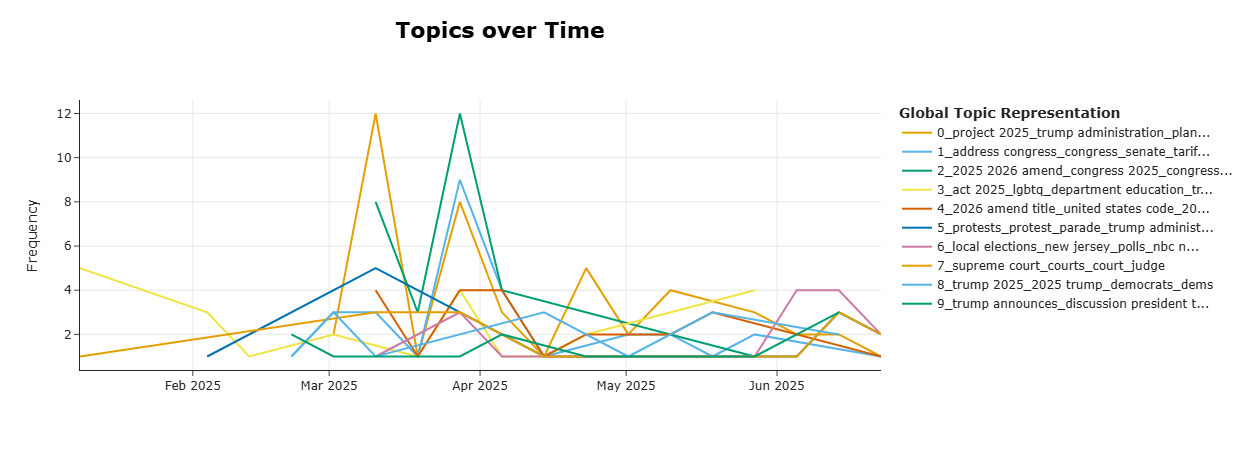 Topics over Time
12
10
8
6
4
2
Frequency
Feb 2025
Mar 2025
Apr 2025
May 2025
Jun 2025
Global Topic Representation
0_project 2025_trump administration_plan...
1_address congress_congress_senate_tarif...
2_2025 2026 amend_congress 2025_congress...
3_act 2025_lgbtq_department education_tr...
4_2026 amend title_united states code_20...
5_protests_protest_parade_trump administ...
6_local elections_new jersey_polls_nbc n...
7_supreme court_courts_court_judge
8_trump 2025_2025 trump_democrats_dems
9_trump announces_discussion president t...